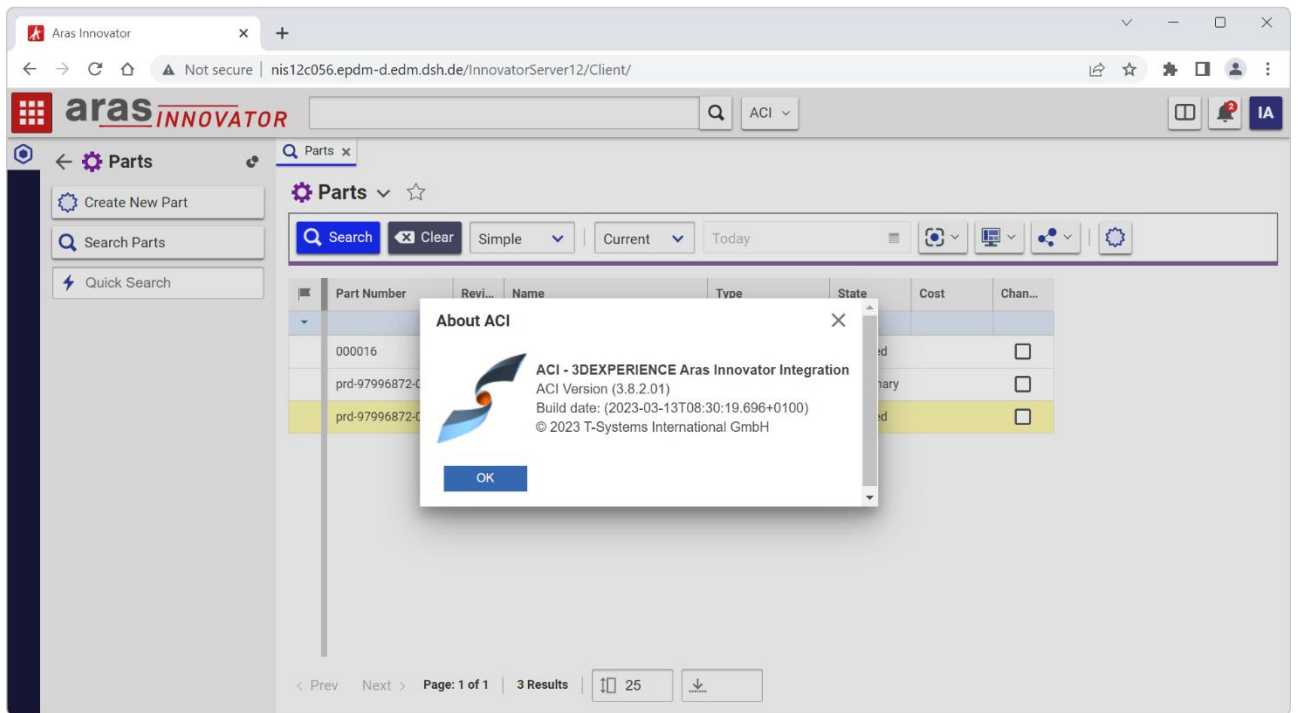 Aras Innovator
Not secure nis12c056.epdm-d.edm.dsh.de/InnovatorServer12/Client/
aras INNOVATOR
ACI
2
IA
Parts
Create New Part
Search Parts
Quick Search
Parts
Parts
Search Clear Simple Current Today
Part Number Revi... Name Type State Cost Chan...
000016
prd-97996872-0
prd-97996872-0
About ACI
ACI - 3DEXPERIENCE Aras Innovator Integration
ACI Version (3.8.2.01)
Build date: (2023-03-13T08:30:19.696+0100)
© 2023 T-Systems International GmbH
OK
< Prev Next > Page: 1 of 1 3 Results 25